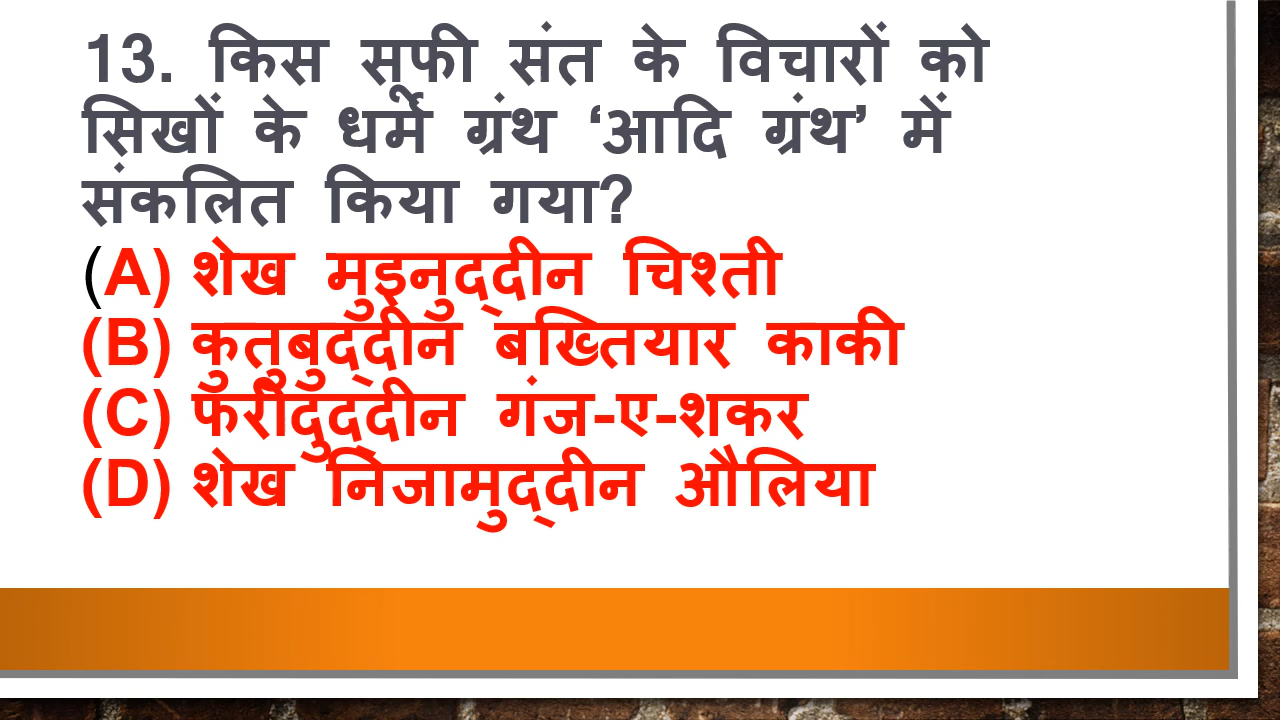 13. किस सूफी संत के विचारों को
सिखों के धर्म ग्रंथ ‘आदि ग्रंथ’ में
संकलित किया गया?
(A) शेख मुइनुद्दीन चिश्ती
(B) कुतुबुद्दीन बख्तियार काकी
(C) फरीदुद्दीन गंज-ए-शकर
(D) शेख निजामुद्दीन औलिया